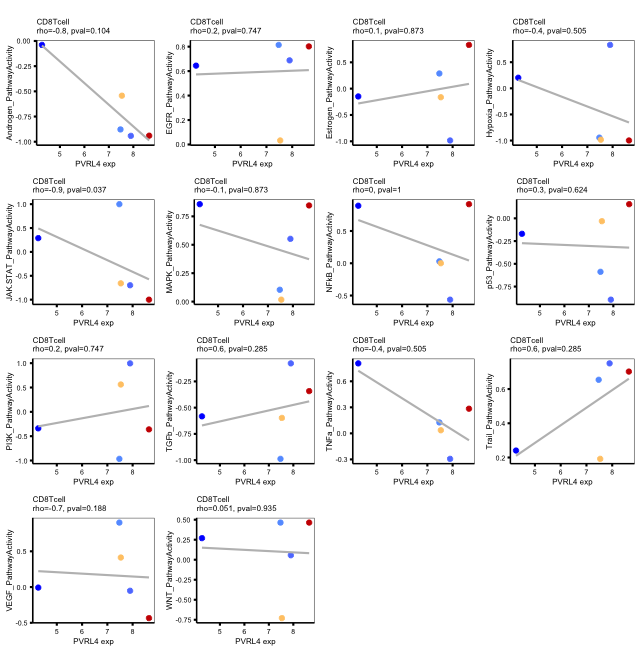 CD8Tcell
rho=-0.8, pval=0.104
Androgen_PathwayActivity
0.00
-0.25
-0.50
-0.75
-1.00
5 6 7 8
PVRL4 exp
CD8Tcell
rho=0.2, pval=0.747
EGFR_PathwayActivity
0.8
0.6
0.4
0.2
0.0
5 6 7 8
PVRL4 exp
CD8Tcell
rho=0.1, pval=0.873
Estrogen_PathwayActivity
0.5
0.0
-0.5
-1.0
5 6 7 8
PVRL4 exp
CD8Tcell
rho=-0.4, pval=0.505
Hypoxia_PathwayActivity
0.5
0.0
-0.5
-1.0
5 6 7 8
PVRL4 exp
CD8Tcell
rho=-0.9, pval=0.037
JAK-STAT_PathwayActivity
1.0
0.5
0.0
-0.5
-1.0
5 6 7 8
PVRL4 exp
CD8Tcell
rho=-0.1, pval=0.873
MAPK_PathwayActivity
0.75
0.50
0.25
0.00
5 6 7 8
PVRL4 exp
CD8Tcell
rho=0, pval=1
NFkB_PathwayActivity
0.5
0.0
-0.5
5 6 7 8
PVRL4 exp
CD8Tcell
rho=0.3, pval=0.624
p53_PathwayActivity
0.00
-0.25
-0.50
-0.75
5 6 7 8
PVRL4 exp
CD8Tcell
rho=0.2, pval=0.747
PI3K_PathwayActivity
1.0
0.5
0.0
-0.5
-1.0
5 6 7 8
PVRL4 exp
CD8Tcell
rho=0.6, pval=0.285
TGFb_PathwayActivity
-0.25
-0.50
-0.75
-1.00
5 6 7 8
PVRL4 exp
CD8Tcell
rho=-0.4, pval=0.505
TNFa_PathwayActivity
0.6
0.3
0.0
-0.3
5 6 7 8
PVRL4 exp
CD8Tcell
rho=0.6, pval=0.285
Trail_PathwayActivity
0.6
0.4
0.2
5 6 7 8
PVRL4 exp
CD8Tcell
rho=-0.7, pval=0.188
VEGF_PathwayActivity
0.5
0.0
-0.5
5 6 7 8
PVRL4 exp
CD8Tcell
rho=0.051, pval=0.935
WNT_PathwayActivity
0.50
0.25
0.00
-0.25
-0.50
-0.75
5 6 7 8
PVRL4 exp